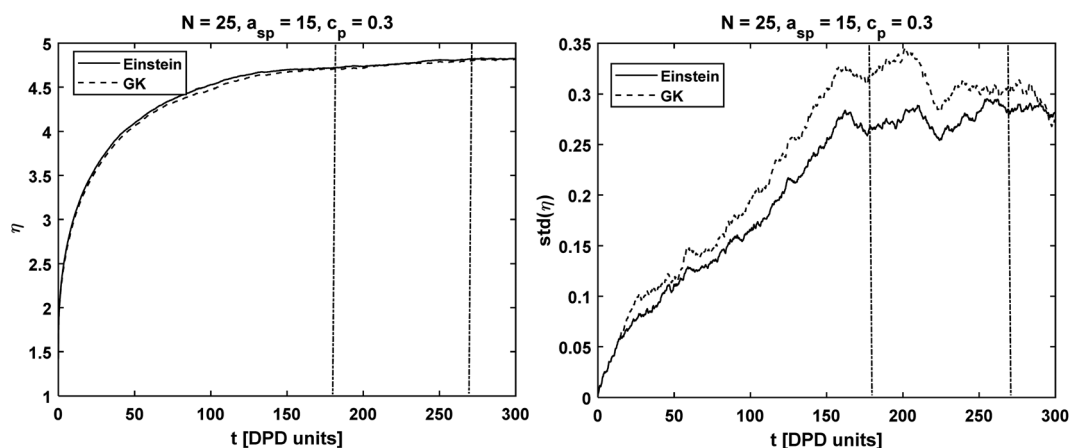 N = 25, a_sp = 15, c_p = 0.3
5
4.5
4
3.5
3
2.5
2
1.5
1
η
Einstein
GK
0 50 100 150 200 250 300
t [DPD units]
N = 25, a_sp = 15, c_p = 0.3
0.35
0.3
0.25
0.2
0.15
0.1
0.05
0
std(η)
Einstein
GK
0 50 100 150 200 250 300
t [DPD units]